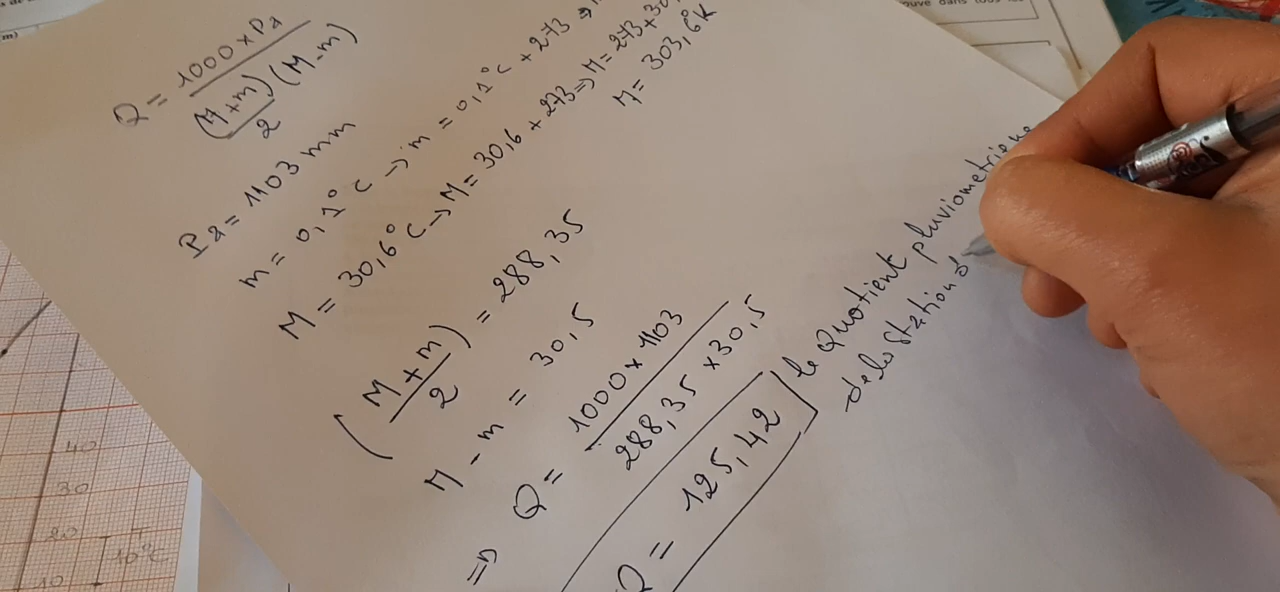 Q = 1000 x Pa
(M+m)/2 (M-m)
Pa = 1103 mm
m = 0,1°C → m = 0,1°C + 273 ⇒
M = 30,6°C → M = 30,6 + 273 ⇒ M = 273+30
M = 303,6°K
(M+m)/2 = 288,35
M - m = 30,5
⇒ Q = 1000 x 1103
288,35 x 30,5
Q = 125,42
le Quotient pluviometrique
de la station
40
30
20
10°C
10